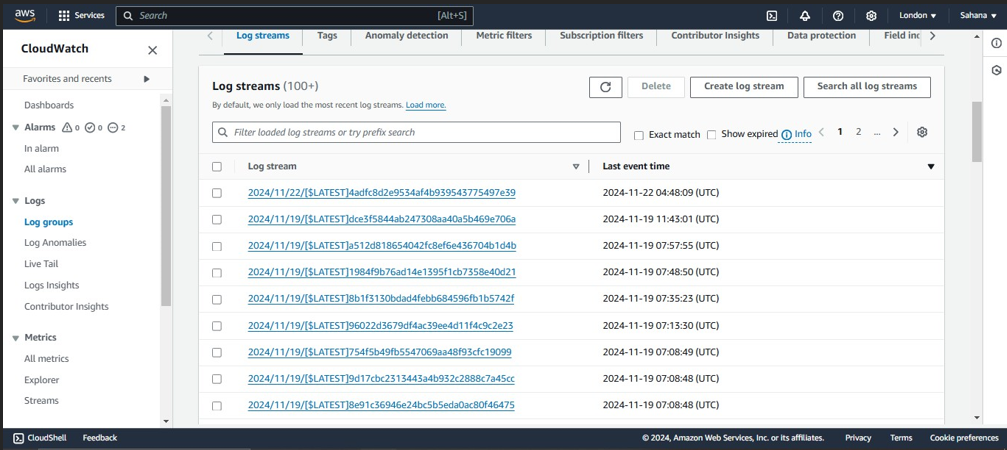 aws Services Search [Alt+S] London Sahana
CloudWatch
Favorites and recents
Dashboards
Alarms 0 0 2
In alarm
All alarms
Logs
Log groups
Log Anomalies
Live Tail
Logs Insights
Contributor Insights
Metrics
All metrics
Explorer
Streams
Log streams Tags Anomaly detection Metric filters Subscription filters Contributor Insights Data protection Field inc
Log streams (100+) Delete Create log stream Search all log streams
By default, we only load the most recent log streams. Load more.
Filter loaded log streams or try prefix search Exact match Show expired Info 1 2 ...
Log stream Last event time
2024/11/22/[$LATEST]4adfc8d2e9534af4b939543775497e39 2024-11-22 04:48:09 (UTC)
2024/11/19/[$LATEST]dce3f5844ab247308aa40a5b469e706a 2024-11-19 11:43:01 (UTC)
2024/11/19/[$LATEST]a512d818654042fc8ef6e436704b1d4b 2024-11-19 07:57:55 (UTC)
2024/11/19/[$LATEST]1984f9b76ad14e1395f1cb7358e40d21 2024-11-19 07:48:50 (UTC)
2024/11/19/[$LATEST]8b1f3130bdad4febb684596fb1b5742f 2024-11-19 07:35:23 (UTC)
2024/11/19/[$LATEST]96022d3679df4ac39ee4d11f4c9c2e23 2024-11-19 07:13:30 (UTC)
2024/11/19/[$LATEST]754f5b49fb5547069aa48f93cfc19099 2024-11-19 07:08:49 (UTC)
2024/11/19/[$LATEST]9d17cbc2313443a4b932c2888c7a45cc 2024-11-19 07:08:48 (UTC)
2024/11/19/[$LATEST]8e91c36946e24bc5b5eda0ac80f46475 2024-11-19 07:08:48 (UTC)
CloudShell Feedback © 2024, Amazon Web Services, Inc. or its affiliates. Privacy Terms Cookie preferences